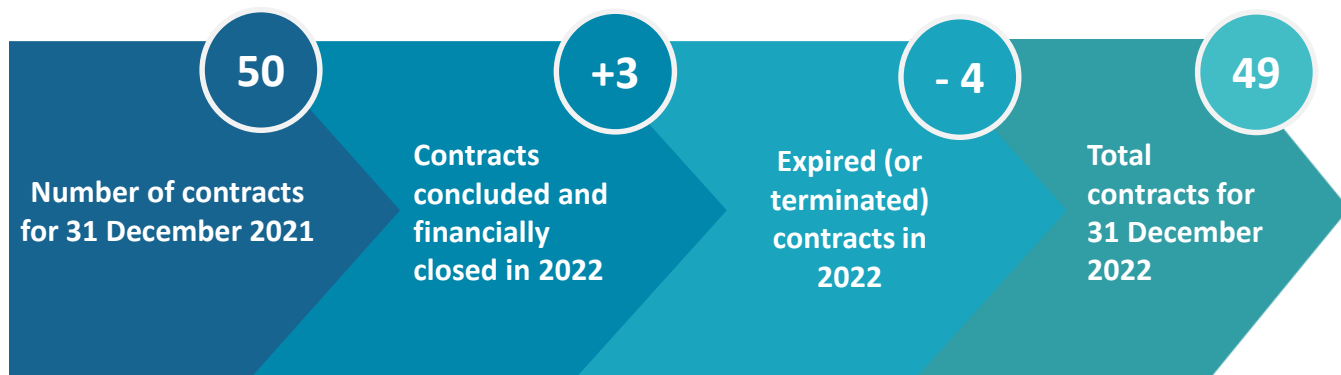 50
Number of contracts
for 31 December 2021
+3
Contracts
concluded and
financially
closed in 2022
- 4
Expired (or
terminated)
contracts in
2022
49
Total
contracts for
31 December
2022